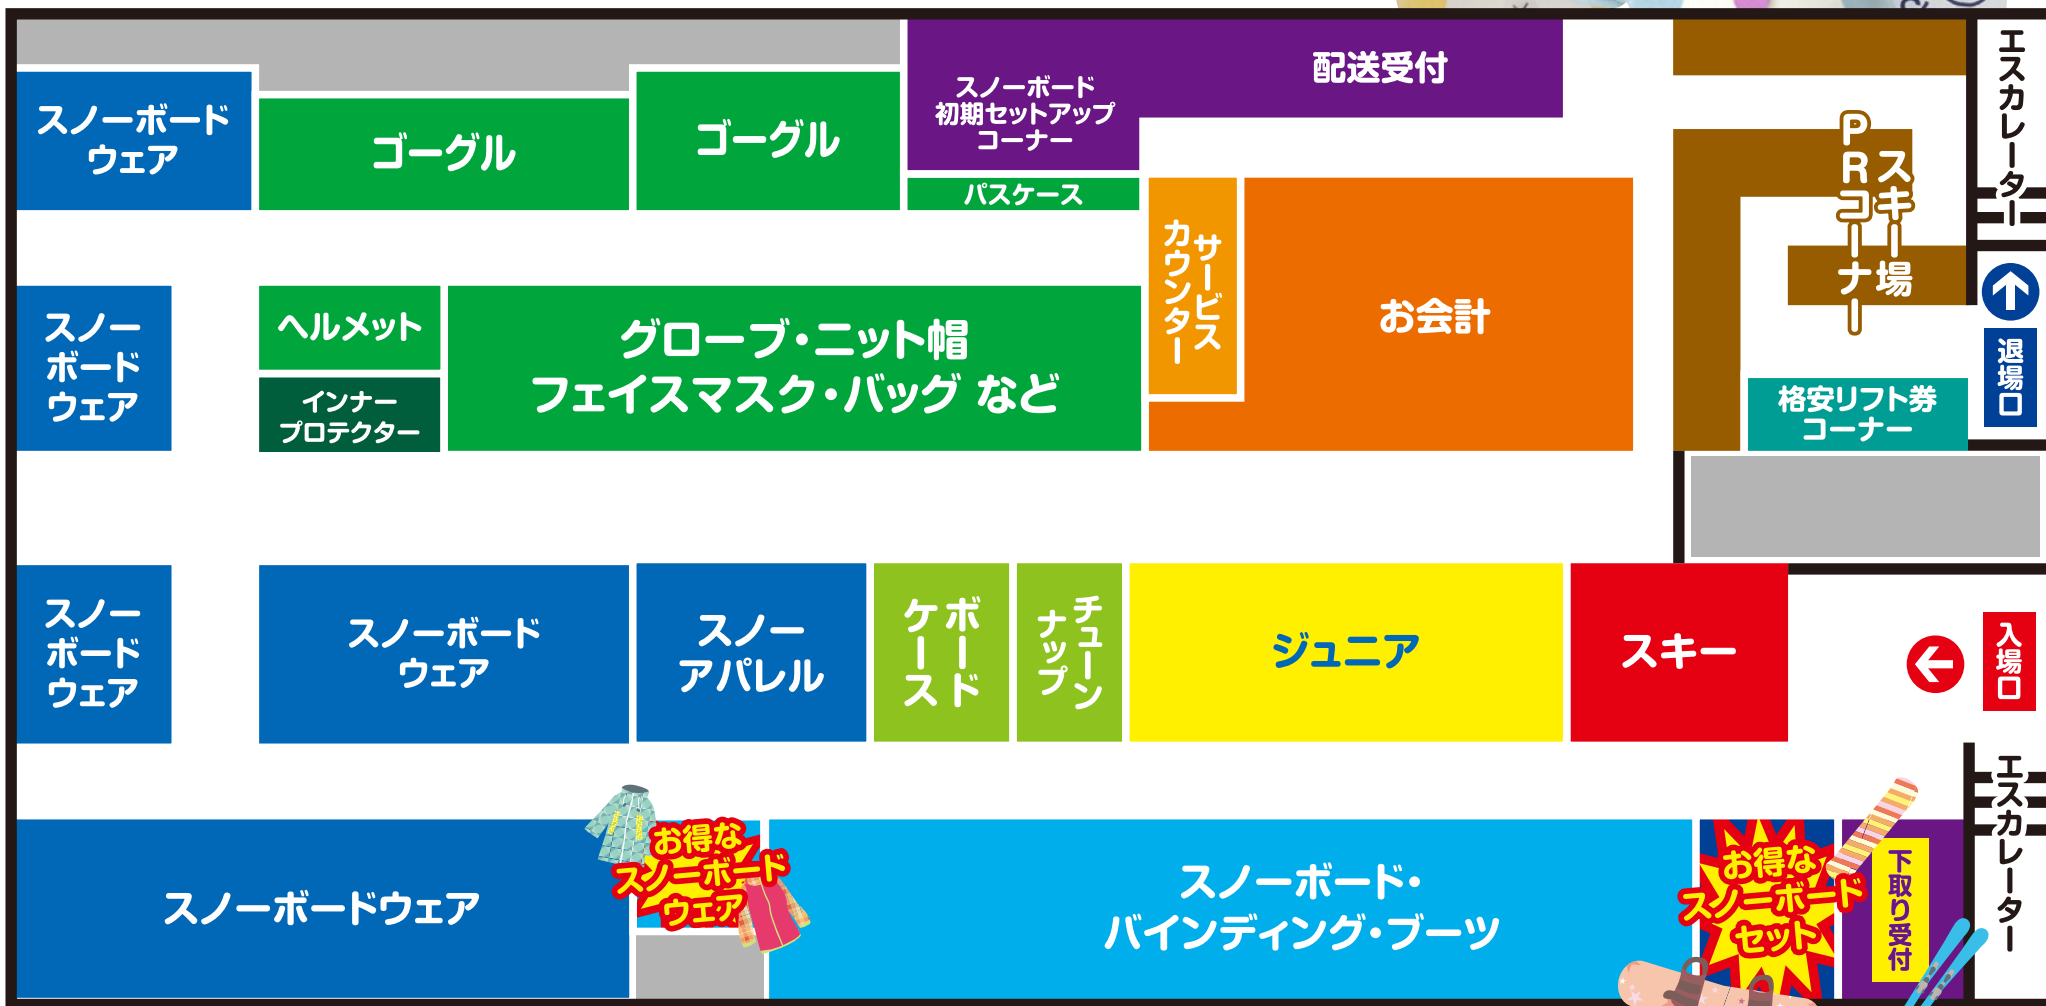 スノーボード
ウェア
ゴーグル
ゴーグル
スノーボード
初期セットアップ
コーナー
配送受付
パスケース
エスカレーター
スキー場
PRコーナー
スノー
ボード
ウェア
ヘルメット
インナー
プロテクター
グローブ・ニット帽
フェイスマスク・バッグ など
サービス
カウンター
お会計
格安リフト券
コーナー
退場口
スノー
ボード
ウェア
スノーボード
ウェア
スノー
アパレル
ボード
ケース
チューン
ナップ
ジュニア
スキー
入場口
スノーボードウェア
お得な
スノーボード
ウェア
スノーボード・
バインディング・ブーツ
お得な
スノーボード
セット
下取り受付
エスカレーター